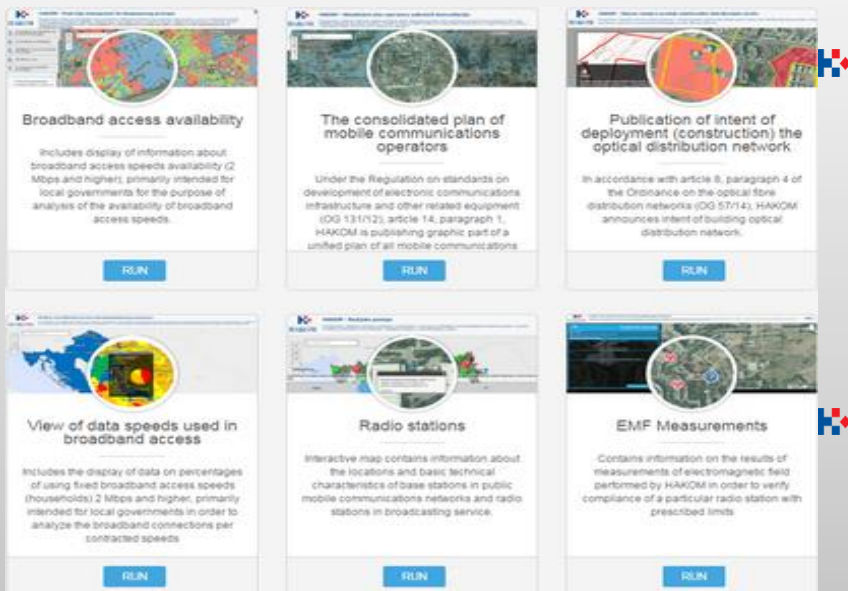 Broadband access availability
Includes display of information about
broadband access speeds availability (2
Mbps and higher), primarily intended for
local governments for the purpose of
analysis of the availability of broadband
access speeds.
RUN
The consolidated plan of
mobile communications
operators
Under the Regulation on standards on
development of electronic communications
infrastructure and other related equipment
(OG 131/12), article 14, paragraph 1,
HAKOM is publishing graphic part of a
unified plan of all mobile communications
RUN
Publication of intent of
deployment (construction) the
optical distribution network
In accordance with article 8, paragraph 4 of
the Ordinance on the optical fibre
distribution networks (OG 57/14), HAKOM
announces intent of building optical
distribution network.
RUN
View of data speeds used in
broadband access
Includes the display of data on percentages
of using fixed broadband access speeds
(households) 2 Mbps and higher, primarily
intended for local governments in order to
analyze the broadband connections per
contracted speeds
RUN
Radio stations
Interactive map contains information about
the locations and basic technical
characteristics of base stations in public
mobile communications networks and radio
stations in broadcasting service.
RUN
EMF Measurements
Contains information on the results of
measurements of electromagnetic field
performed by HAKOM in order to verify
compliance of a particular radio station with
prescribed limits
RUN